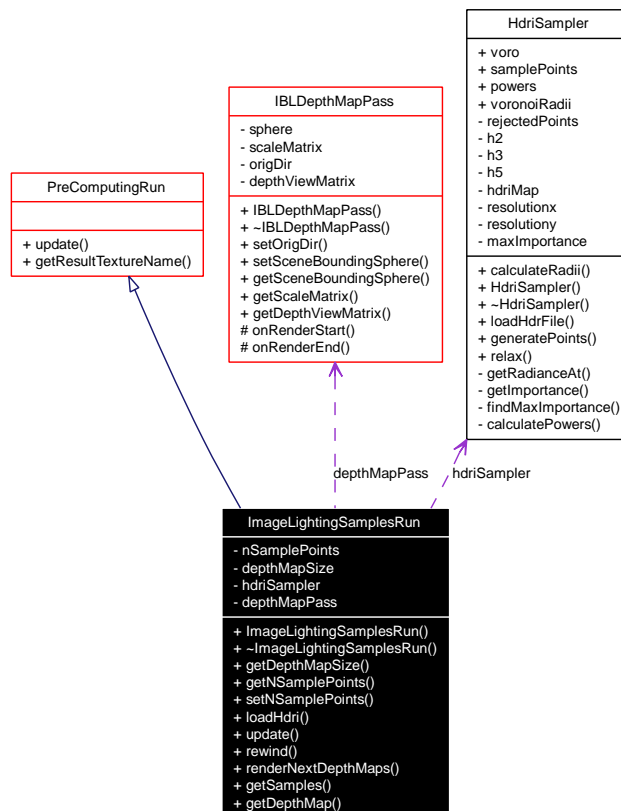 HdriSampler
+ voro
+ samplePoints
+ powers
+ voronoiRadii
- rejectedPoints
- h2
- h3
- h5
- hdriMap
- resolutionx
- resolutiony
- maxImportance
+ calculateRadii()
+ HdriSampler()
+ ~HdriSampler()
+ loadHdrFile()
+ generatePoints()
+ relax()
- getRadianceAt()
- getImportance()
- findMaxImportance()
- calculatePowers()
IBLDepthMapPass
- sphere
- scaleMatrix
- origDir
- depthViewMatrix
+ IBLDepthMapPass()
+ ~IBLDepthMapPass()
+ setOrigDir()
+ setSceneBoundingSphere()
+ getSceneBoundingSphere()
+ getScaleMatrix()
+ getDepthViewMatrix()
# onRenderStart()
# onRenderEnd()
PreComputingRun
+ update()
+ getResultTextureName()
depthMapPass
hdriSampler
ImageLightingSamplesRun
- nSamplePoints
- depthMapSize
- hdriSampler
- depthMapPass
+ ImageLightingSamplesRun()
+ ~ImageLightingSamplesRun()
+ getDepthMapSize()
+ getNSamplePoints()
+ setNSamplePoints()
+ loadHdri()
+ update()
+ rewind()
+ renderNextDepthMaps()
+ getSamples()
+ getDepthMap()